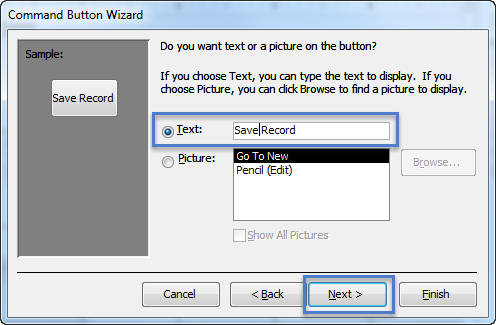 Command Button Wizard
Sample:
Save Record
Do you want text or a picture on the button?
If you choose Text, you can type the text to display. If you
choose Picture, you can click Browse to find a picture to display.
Text:
Save Record
Picture:
Go To New
Pencil (Edit)
Browse...
Show All Pictures
Cancel
< Back
Next >
Finish